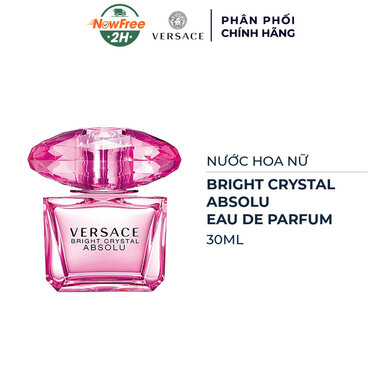 NowFree
2H
VERSACE
PHÂN PHỐI
CHÍNH HÃNG
NƯỚC HOA NỮ
BRIGHT CRYSTAL
ABSOLU
EAU DE PARFUM
30ML
VERSACE
BRIGHT CRYSTAL
ABSOLU